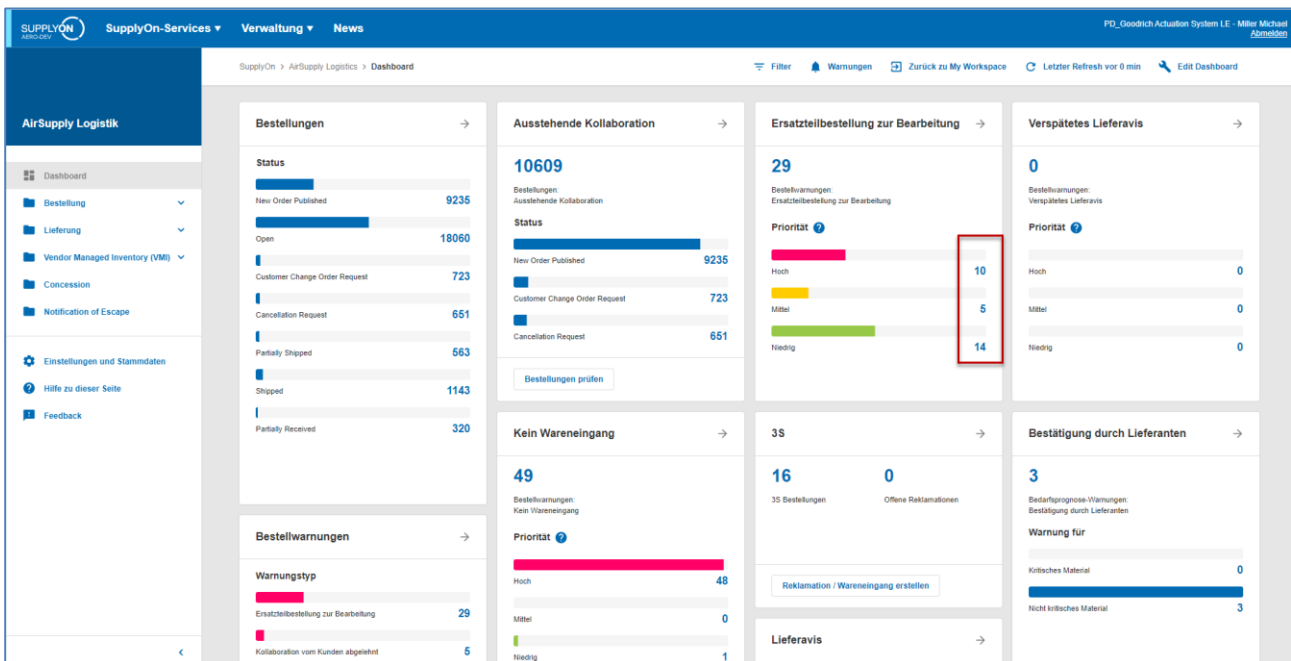 SUPPLYON
AERO-DEV
SupplyOn-Services
Verwaltung
News
PD_Goodrich Actuation System LE - Miller Michael
Abmelden
SupplyOn > AirSupply Logistics > Dashboard
Filter
Warnungen
Zurück zu My Workspace
Letzter Refresh vor 0 min
Edit Dashboard
AirSupply Logistik
Dashboard
Bestellung
Lieferung
Vendor Managed Inventory (VMI)
Concession
Notification of Escape
Einstellungen und Stammdaten
Hilfe zu dieser Seite
Feedback
Bestellungen
Status
New Order Published 9235
Open 18060
Customer Change Order Request 723
Cancellation Request 651
Partially Shipped 563
Shipped 1143
Partially Received 320
Bestellwarnungen
Warnungstyp
Ersatzteilbestellung zur Bearbeitung 29
Kollaboration vom Kunden abgelehnt 5
Ausstehende Kollaboration
10609
Bestellungen:
Ausstehende Kollaboration
Status
New Order Published 9235
Customer Change Order Request 723
Cancellation Request 651
Bestellungen prüfen
Kein Wareneingang
49
Bestellwarnungen:
Kein Wareneingang
Priorität ?
Hoch 48
Mittel 0
Niedrig 1
Ersatzteilbestellung zur Bearbeitung
29
Bestellwarnungen:
Ersatzteilbestellung zur Bearbeitung
Priorität ?
Hoch 10
Mittel 5
Niedrig 14
3S
16 0
3S Bestellungen Offene Reklamationen
Reklamation / Wareneingang erstellen
Lieferavis
Verspätetes Lieferavis
0
Bestellwarnungen:
Verspätetes Lieferavis
Priorität ?
Hoch 0
Mittel 0
Niedrig 0
Bestätigung durch Lieferanten
3
Bedarfsprognose-Warnungen:
Bestätigung durch Lieferanten
Warnung für
Kritisches Material 0
Nicht kritisches Material 3